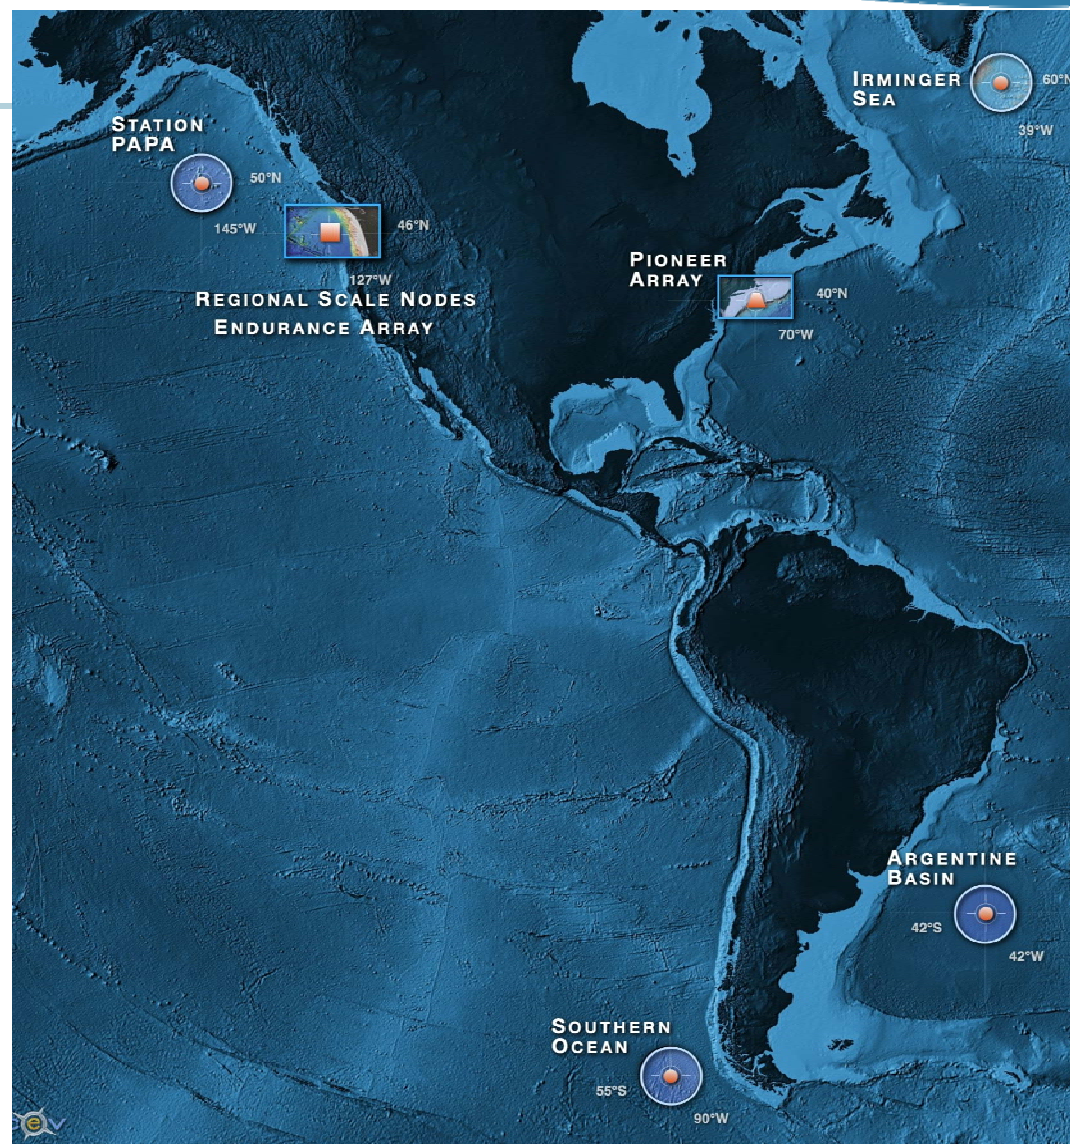 IRMINGER
SEA
60°N
39°W
STATION
PAPA
50°N
145°W
46°N
127°W
REGIONAL SCALE NODES
ENDURANCE ARRAY
PIONEER
ARRAY
40°N
70°W
ARGENTINE
BASIN
42°S
42°W
SOUTHERN
OCEAN
55°S
90°W